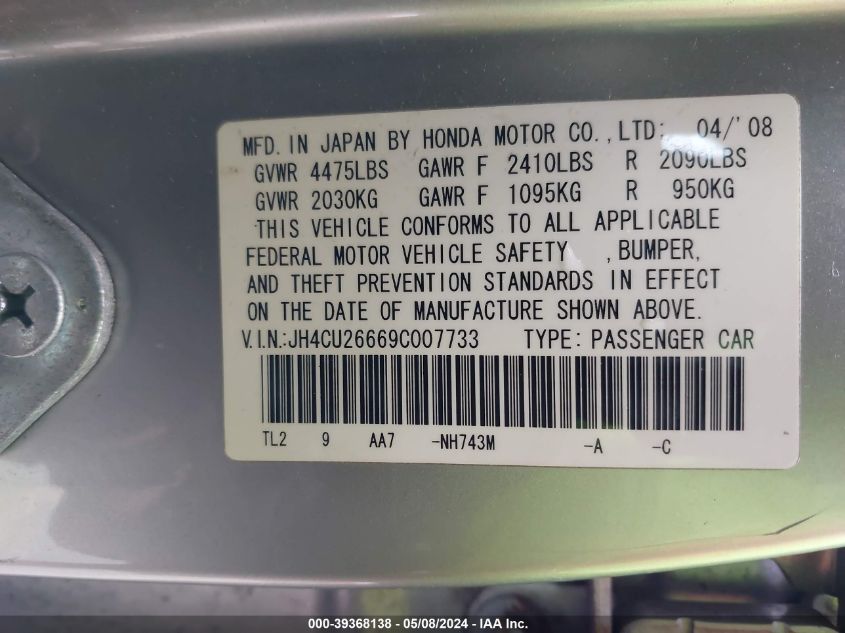 MFD. IN JAPAN BY HONDA MOTOR CO., LTD: 04/'08
GVWR 4475LBS GAWR F 2410LBS R 2090LBS
GVWR 2030KG GAWR F 1095KG R 950KG
THIS VEHICLE CONFORMS TO ALL APPLICABLE
FEDERAL MOTOR VEHICLE SAFETY , BUMPER,
AND THEFT PREVENTION STANDARDS IN EFFECT
ON THE DATE OF MANUFACTURE SHOWN ABOVE.
V.I.N.:JH4CU26669C007733 TYPE: PASSENGER CAR
TL2 9 AA7 -NH743M -A -C
000-39368138 - 05/08/2024 - IAA Inc.